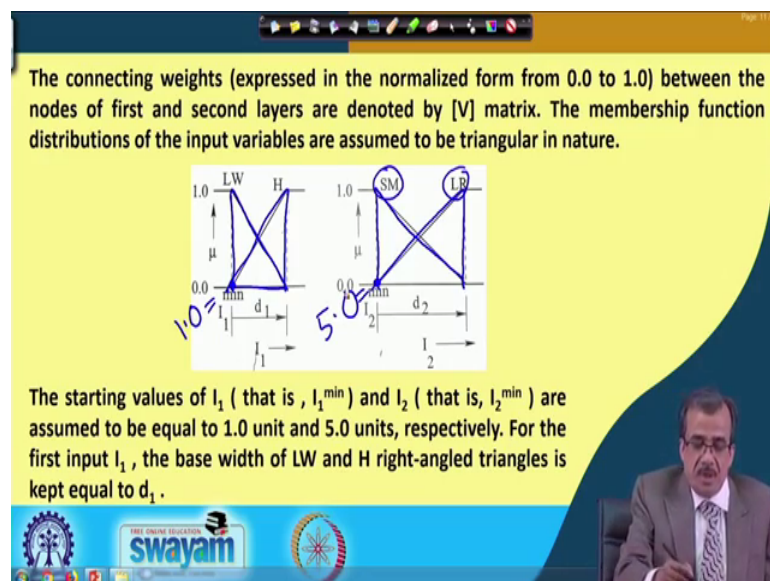 Page 11
The connecting weights (expressed in the normalized form from 0.0 to 1.0) between the
nodes of first and second layers are denoted by [V] matrix. The membership function
distributions of the input variables are assumed to be triangular in nature.
LW H
1.0
μ
0.0
min
1.0 = I1 d1
I1
SM LR
1.0
μ
0.0
min
5.0 = I2 d2
I2
The starting values of I1 ( that is , I1min) and I2 ( that is, I2min ) are
assumed to be equal to 1.0 unit and 5.0 units, respectively. For the
first input I1 , the base width of LW and H right-angled triangles is
kept equal to d1 .
FREE ONLINE EDUCATION
swayam